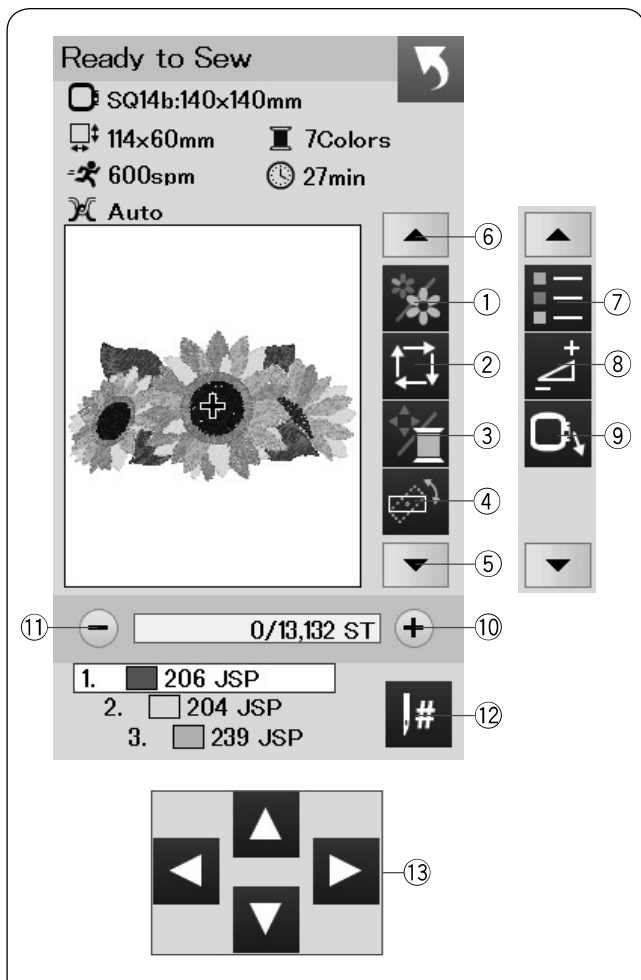 Ready to Sew
SQ14b:140x140mm
114x60mm 7Colors
600spm 27min
Auto
⑥
① ⑦
② ⑧
③ ⑨
④
⑤
⑪ − 0/13,132 ST + ⑩
1. 206 JSP
2. 204 JSP
3. 239 JSP
# ⑫
⑬